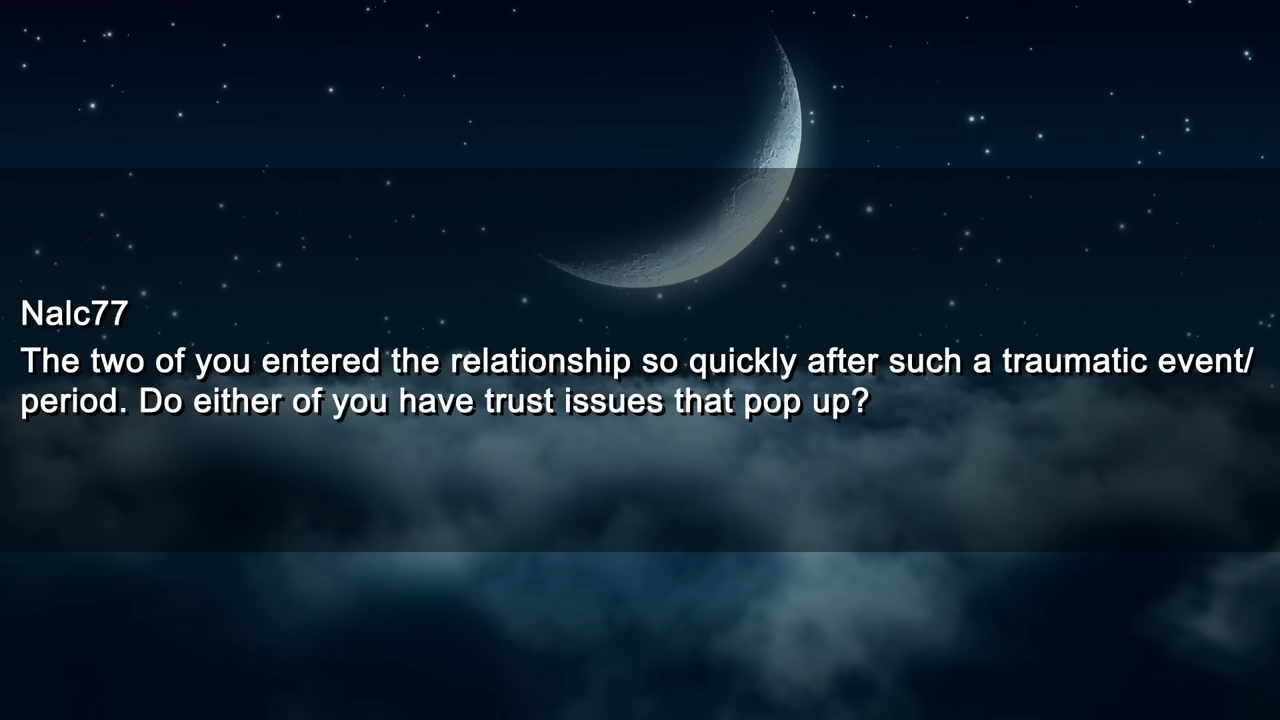 Nalc77
The two of you entered the relationship so quickly after such a traumatic event/
period. Do either of you have trust issues that pop up?